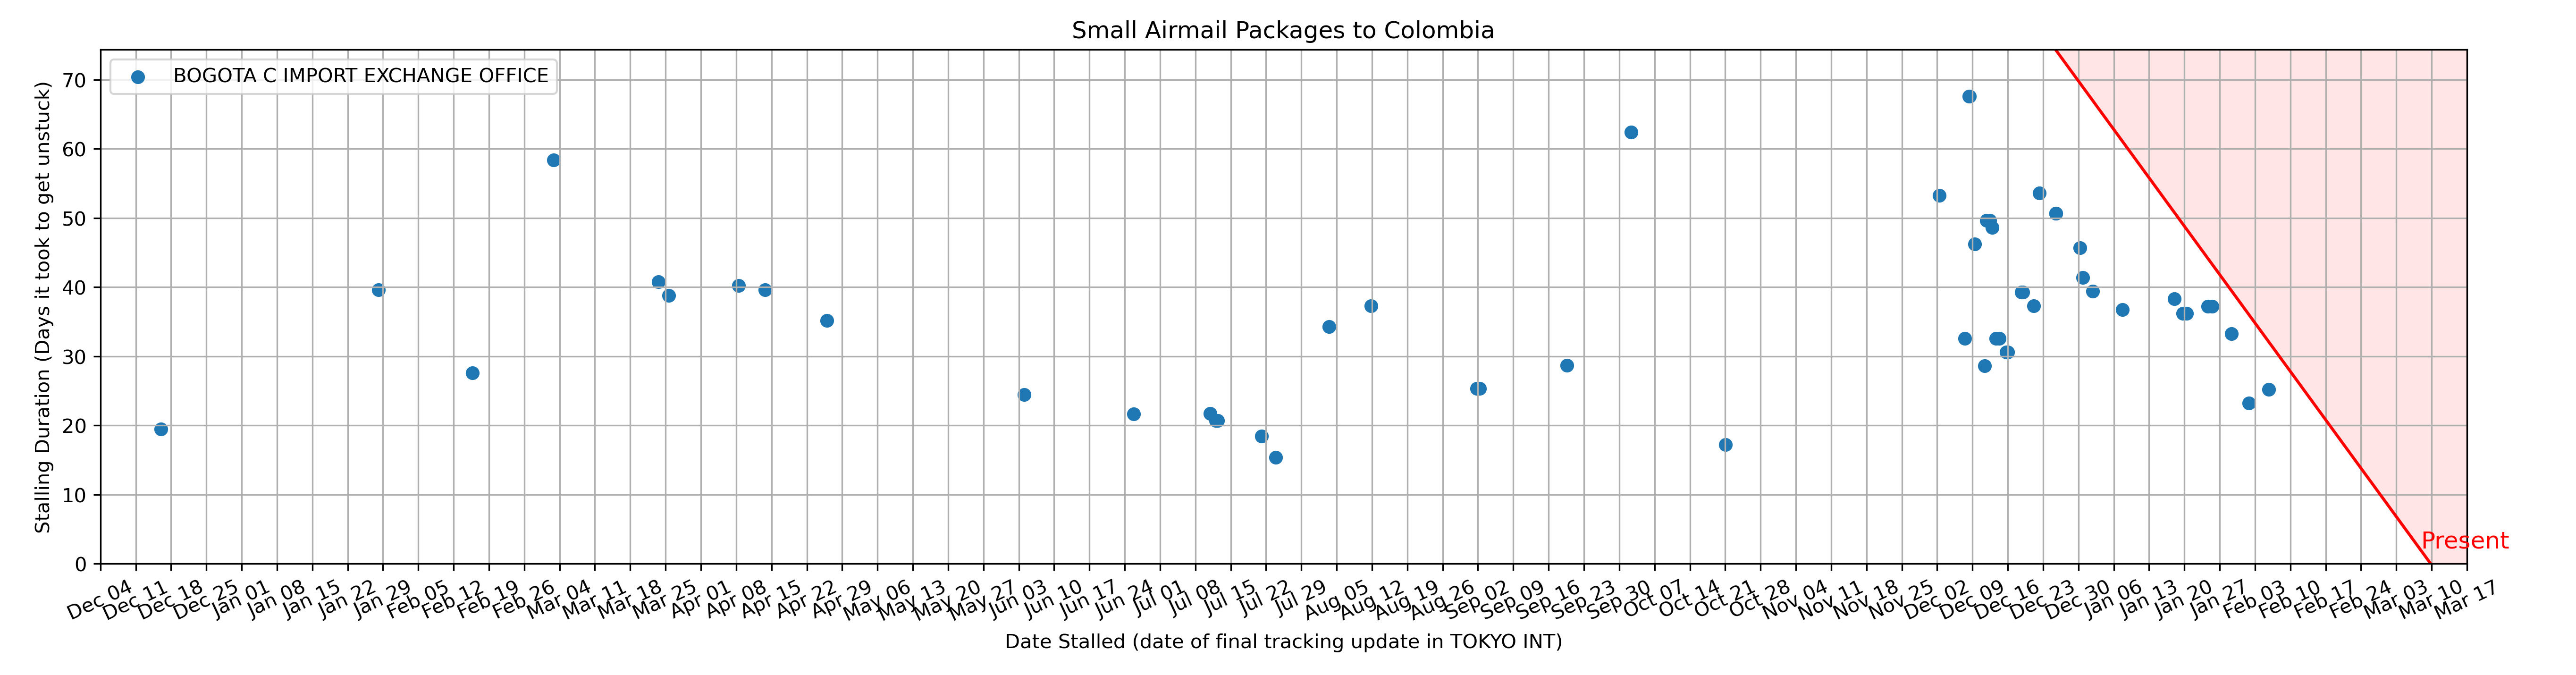 Small Airmail Packages to Colombia
BOGOTA C IMPORT EXCHANGE OFFICE
Stalling Duration (Days it took to get unstuck)
70
60
50
40
30
20
10
0
Present
Dec 04 Dec 11 Dec 18 Dec 25 Jan 01 Jan 08 Jan 15 Jan 22 Jan 29 Feb 05 Feb 12 Feb 19 Feb 26 Mar 04 Mar 11 Mar 18 Mar 25 Apr 01 Apr 08 Apr 15 Apr 22 Apr 29 May 06 May 13 May 20 May 27 Jun 03 Jun 10 Jun 17 Jun 24 Jul 01 Jul 08 Jul 15 Jul 22 Jul 29 Aug 05 Aug 12 Aug 19 Aug 26 Sep 02 Sep 09 Sep 16 Sep 23 Sep 30 Oct 07 Oct 14 Oct 21 Oct 28 Nov 04 Nov 11 Nov 18 Nov 25 Dec 02 Dec 09 Dec 16 Dec 23 Dec 30 Jan 06 Jan 13 Jan 20 Jan 27 Feb 03 Feb 10 Feb 17 Feb 24 Mar 03 Mar 10 Mar 17
Date Stalled (date of final tracking update in TOKYO INT)